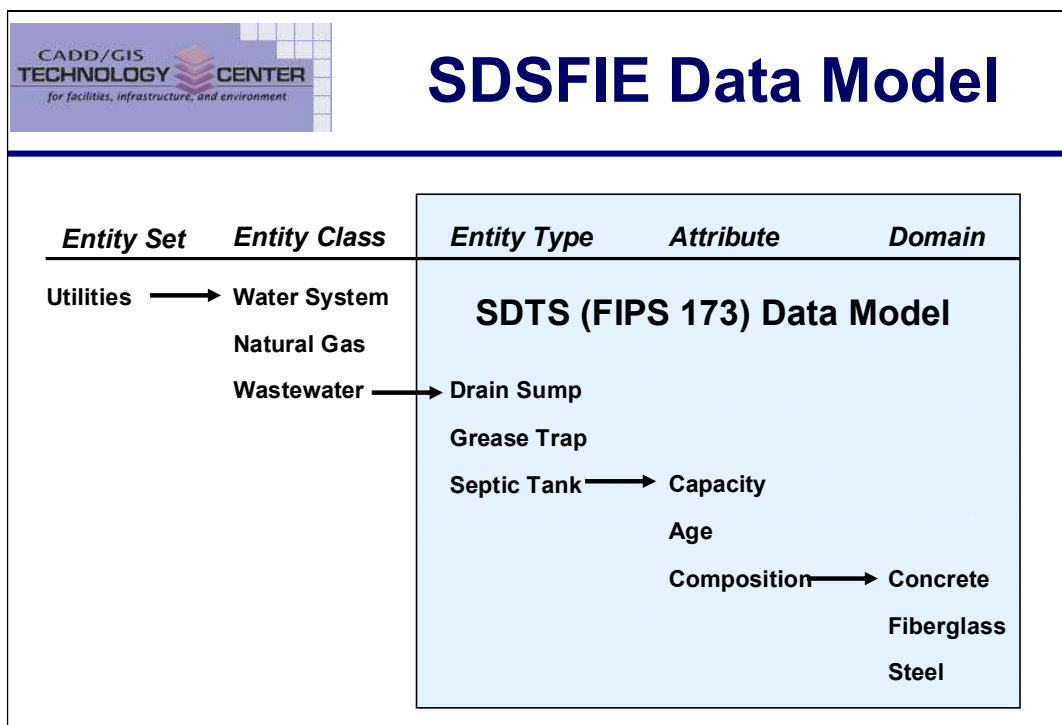 CADD/GIS
TECHNOLOGY CENTER
for facilities, infrastructure, and environment
SDSFIE Data Model
Entity Set Entity Class Entity Type Attribute Domain
Utilities Water System
SDTS (FIPS 173) Data Model
Natural Gas
Wastewater Drain Sump
Grease Trap
Septic Tank Capacity
Age
Composition Concrete
Fiberglass
Steel